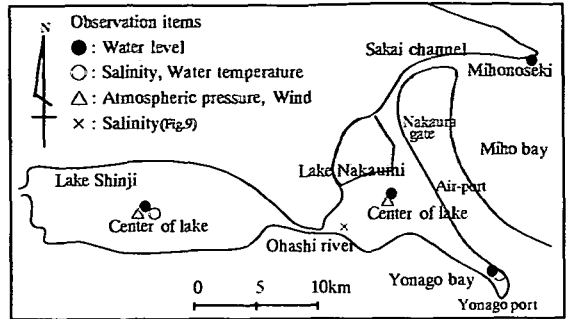 N
Observation items
● : Water level
○ : Salinity, Water temperature
△ : Atmospheric pressure, Wind
× : Salinity(Fig.9)
Sakai channel
Mihonoseki
Nakaura
gate
Miho bay
Lake Nakaumi
Air-port
Lake Shinji
Center of lake
Center of lake
Ohashi river
Yonago bay
Yonago port
0 5 10km